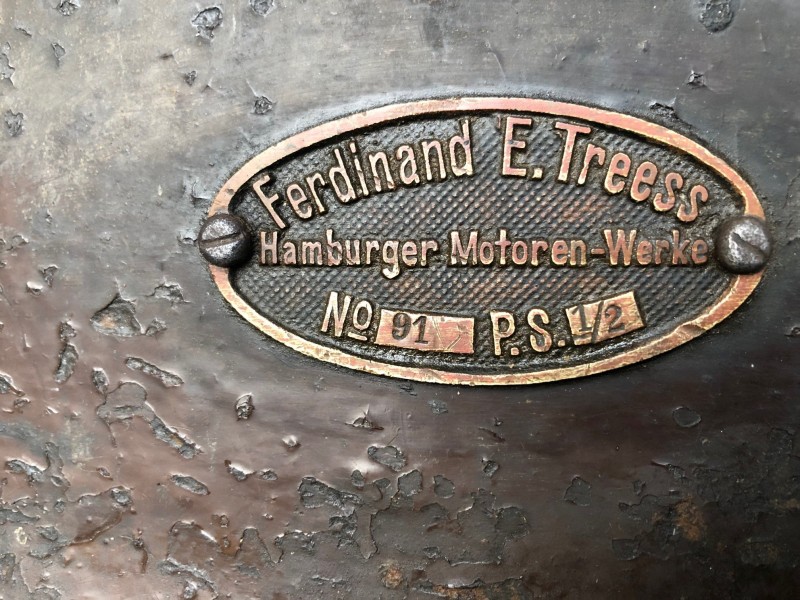 Ferdinand E. Treess
Hamburger Motoren-Werke
No 91 P.S. 1/2